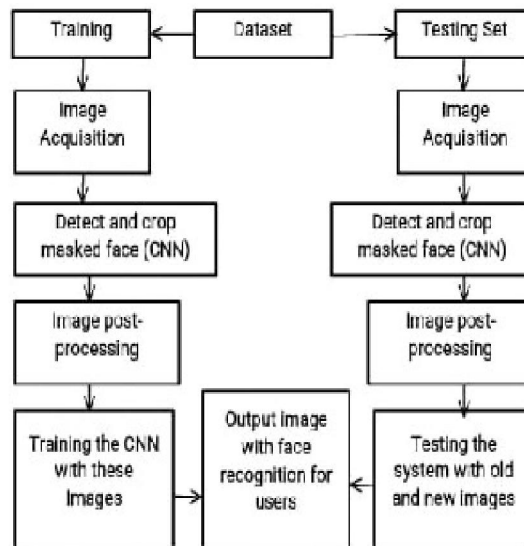 Training
Dataset
Testing Set
Image
Acquisition
Image
Acquisition
Detect and crop
masked face (CNN)
Detect and crop
masked face (CNN)
Image post-
processing
Image post-
processing
Training the CNN
with these
Images
Output image
with face
recognition for
users
Testing the
system with old
and new images